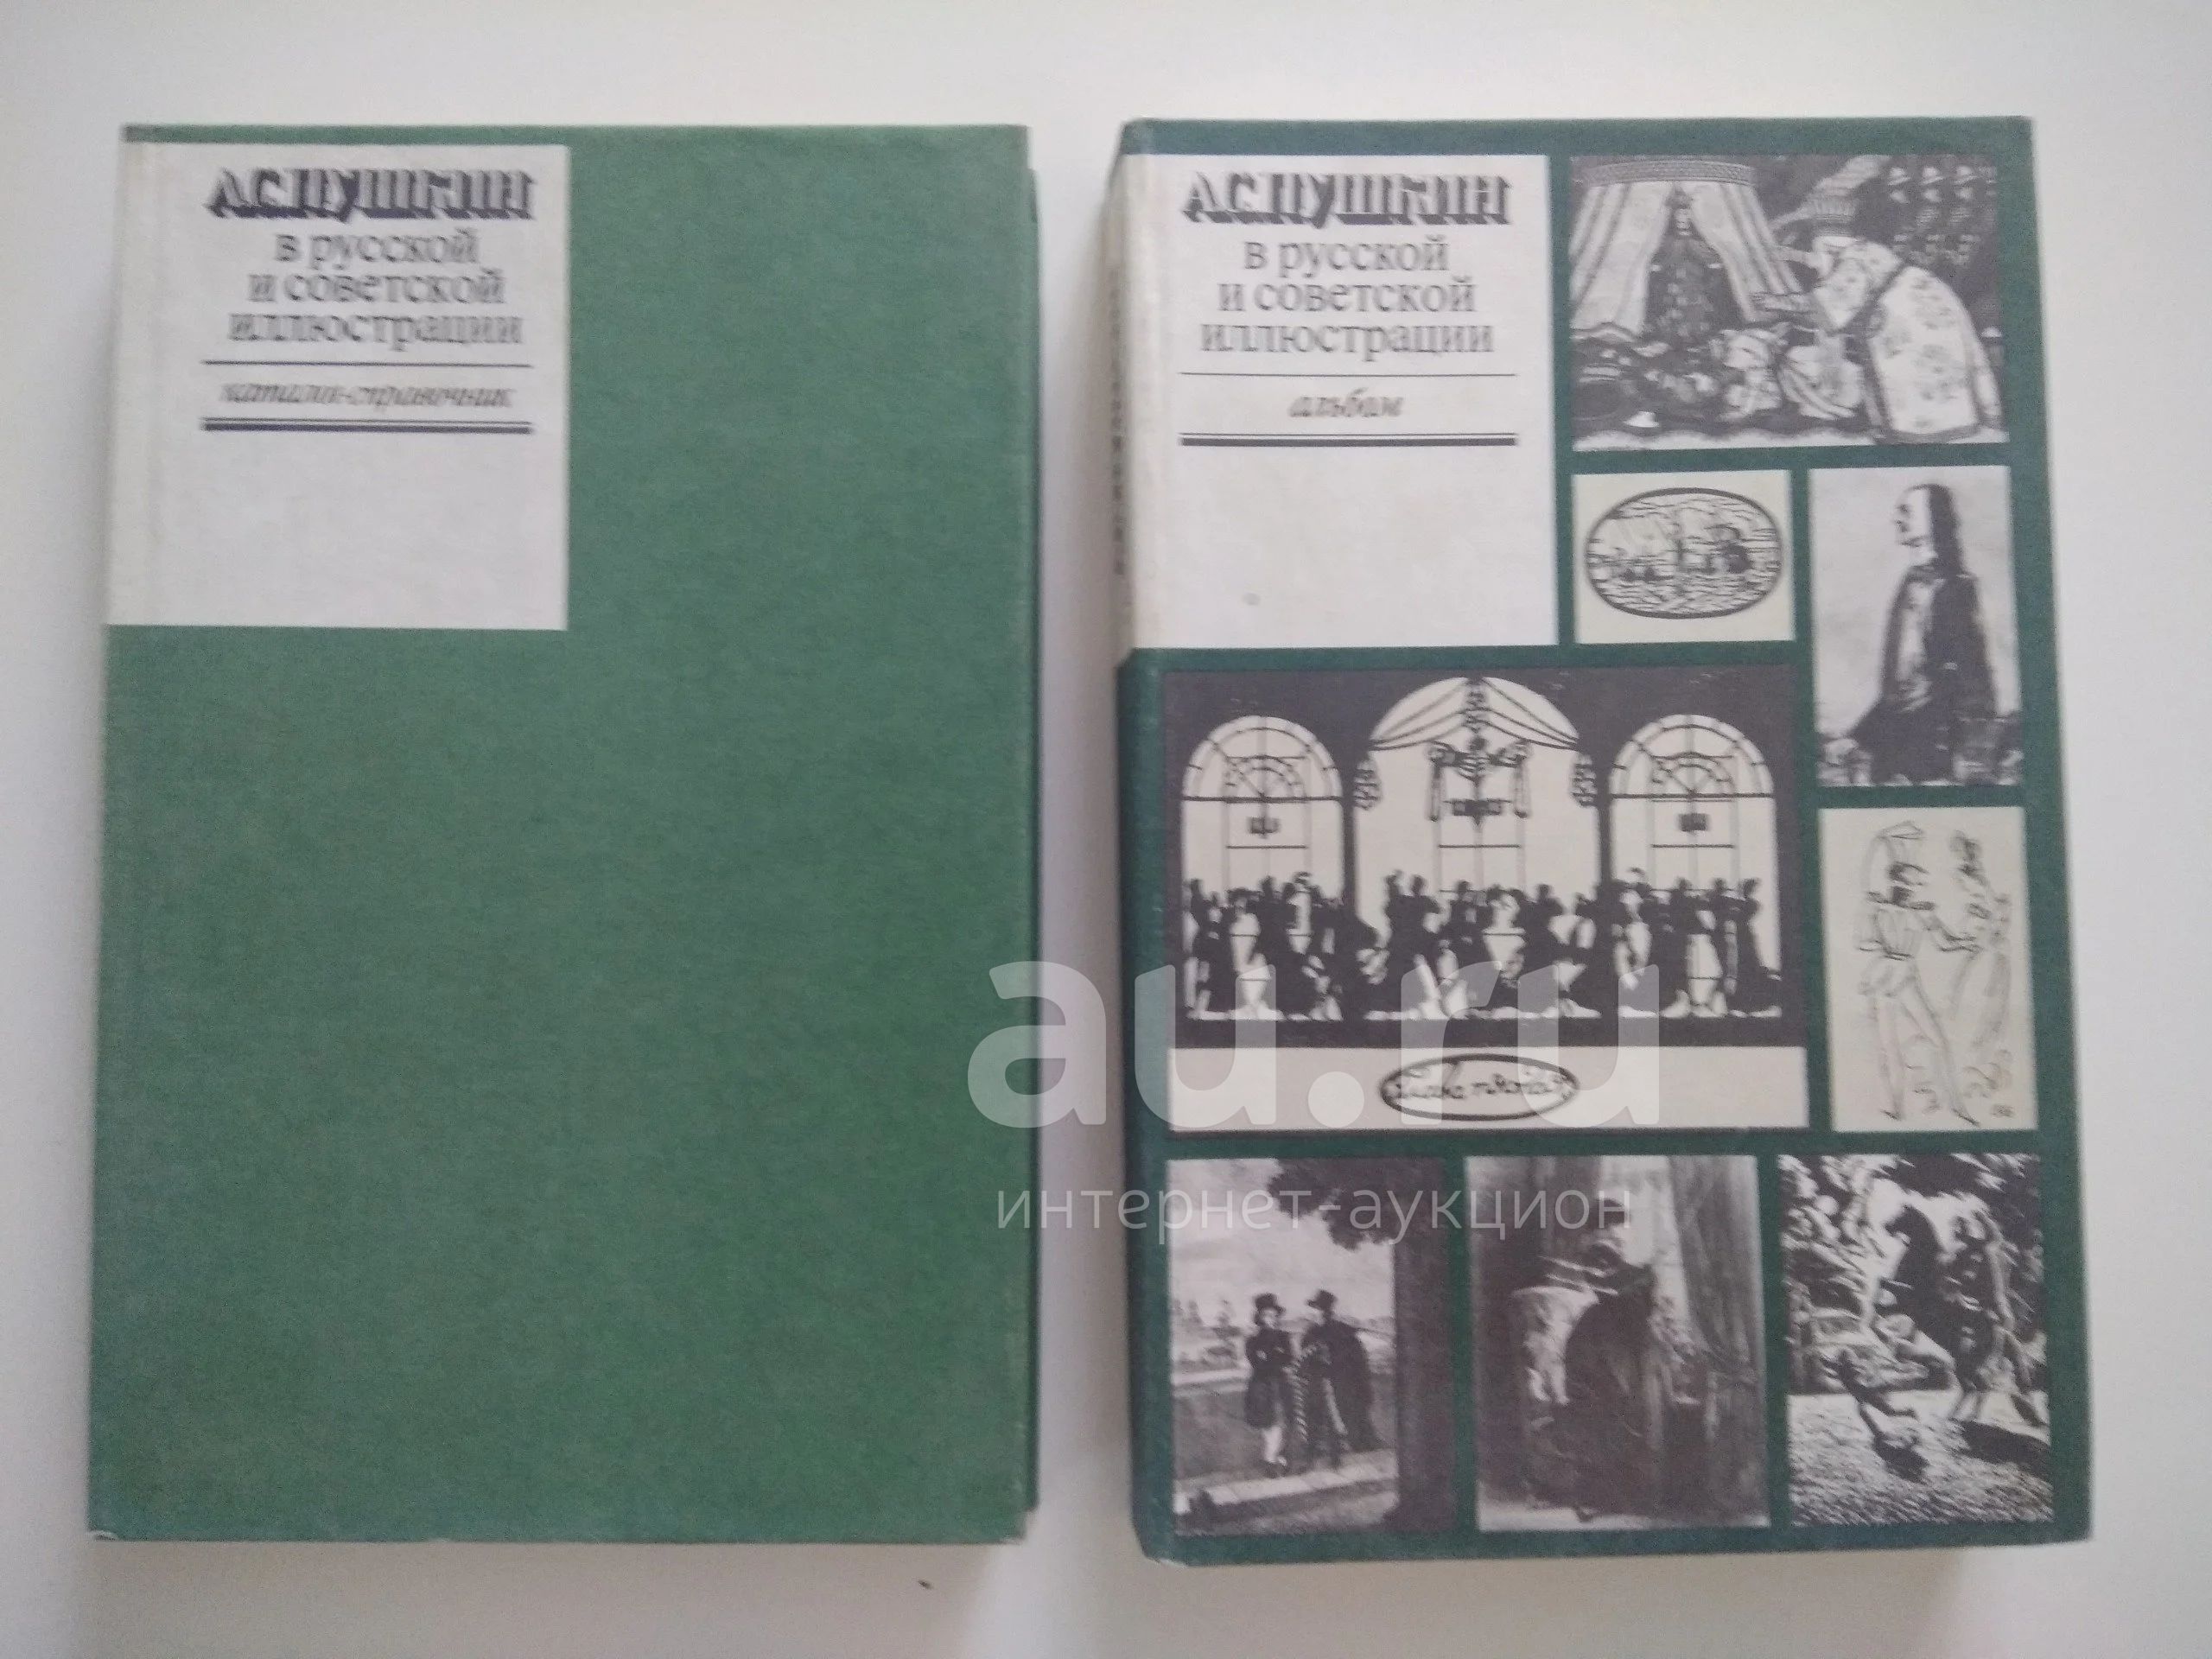 А.С.ПУШКИН
в русской
и советской
иллюстрации
каталог-справочник
А.С.ПУШКИН
в русской
и советской
иллюстрации
альбом
au.ru
интернет-аукцион